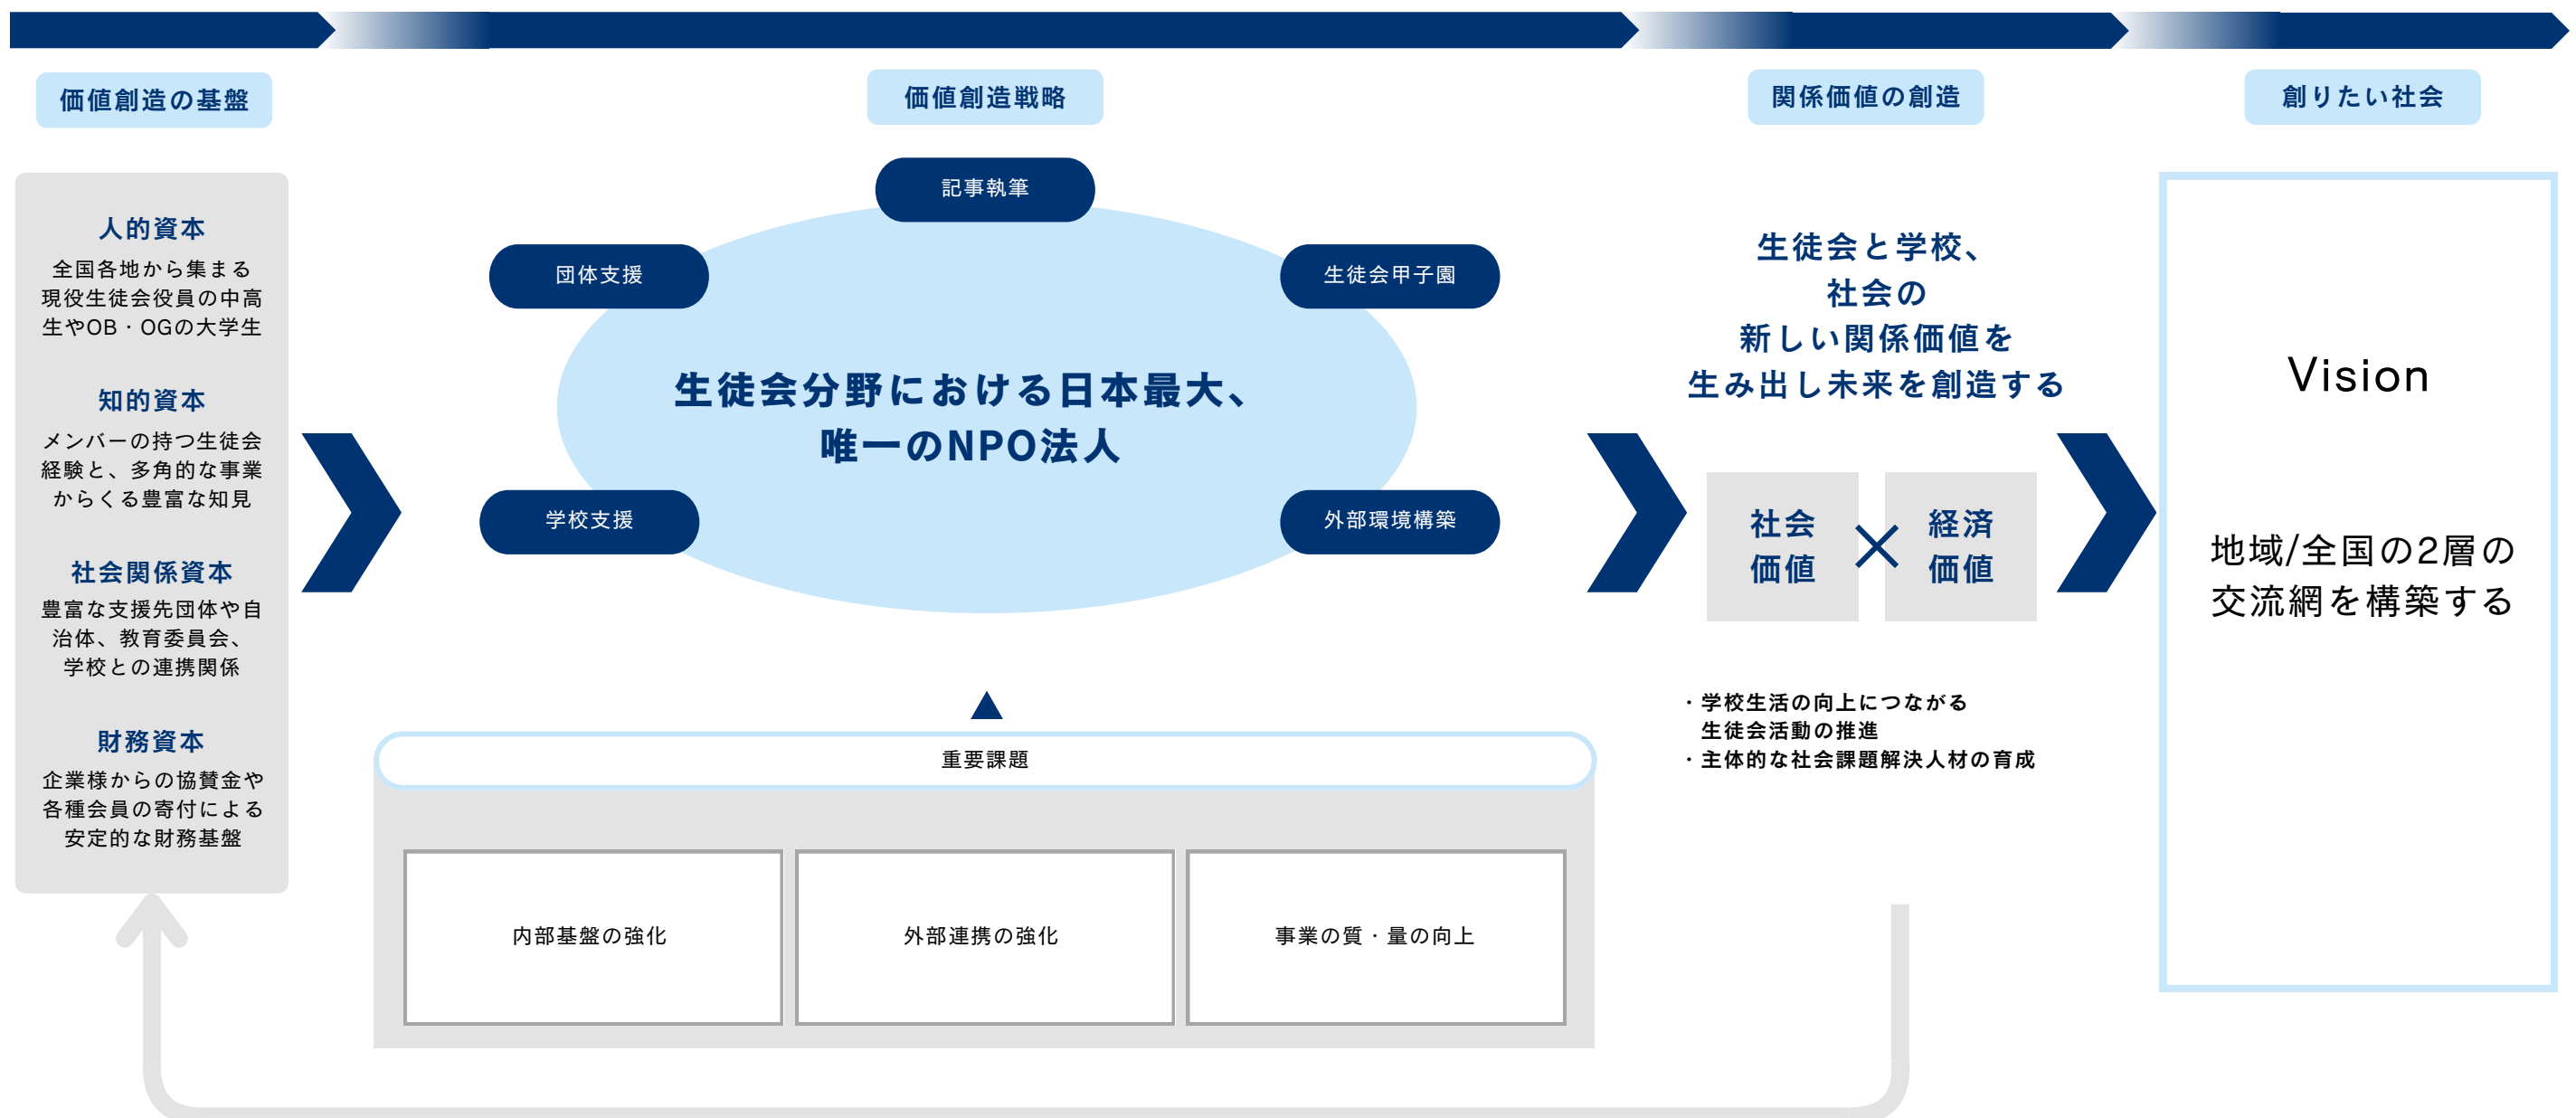 価値創造の基盤
価値創造戦略
関係価値の創造
創りたい社会
人的資本
全国各地から集まる
現役生徒会役員の中高
生やOB・OGの大学生
知的資本
メンバーの持つ生徒会
経験と、多角的な事業
からくる豊富な知見
社会関係資本
豊富な支援先団体や自
治体、教育委員会、
学校との連携関係
財務資本
企業様からの協賛金や
各種会員の寄付による
安定的な財務基盤
記事執筆
団体支援
生徒会甲子園
生徒会分野における日本最大、
唯一のNPO法人
学校支援
外部環境構築
重要課題
内部基盤の強化
外部連携の強化
事業の質・量の向上
生徒会と学校、
社会の
新しい関係価値を
生み出し未来を創造する
社会
価値
×
経済
価値
・学校生活の向上につながる
生徒会活動の推進
・主体的な社会課題解決人材の育成
Vision
地域/全国の2層の
交流網を構築する